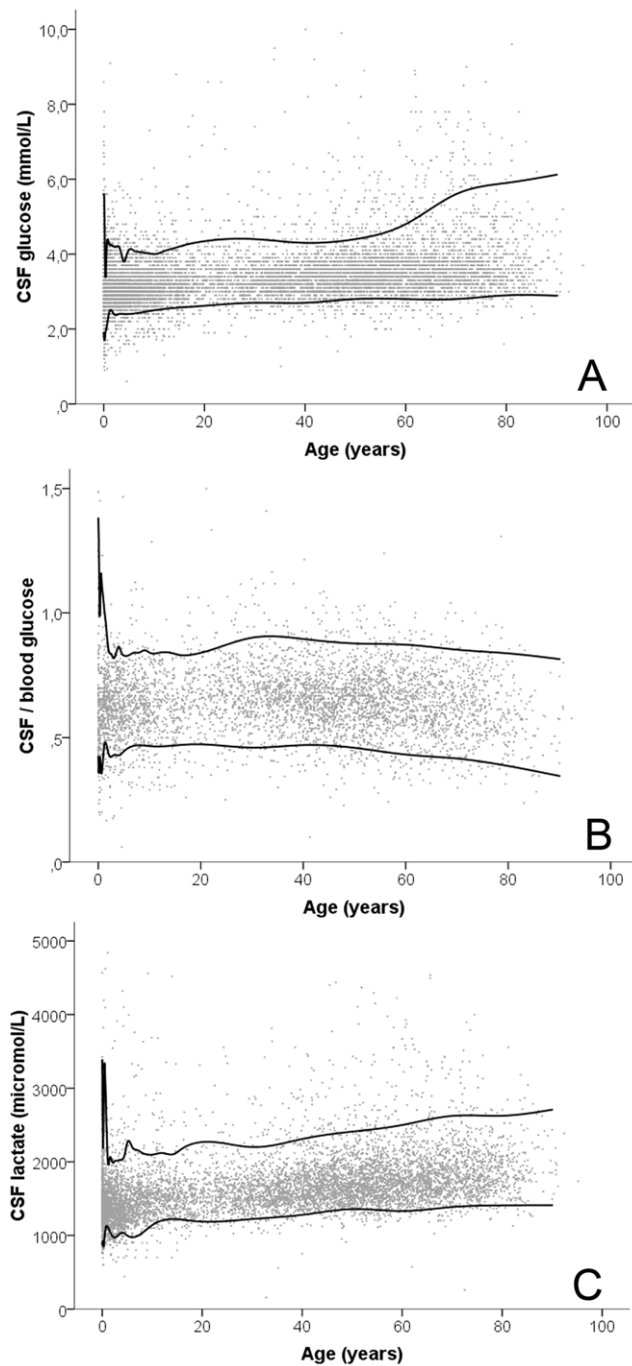 10,0
8,0
6,0
4,0
2,0
,0
CSF glucose (mmol/L)
A
0 20 40 60 80 100
Age (years)
1,5
1,0
,5
,0
CSF / blood glucose
B
0 20 40 60 80 100
Age (years)
5000
4000
3000
2000
1000
0
CSF lactate (micromol/L)
C
0 20 40 60 80 100
Age (years)